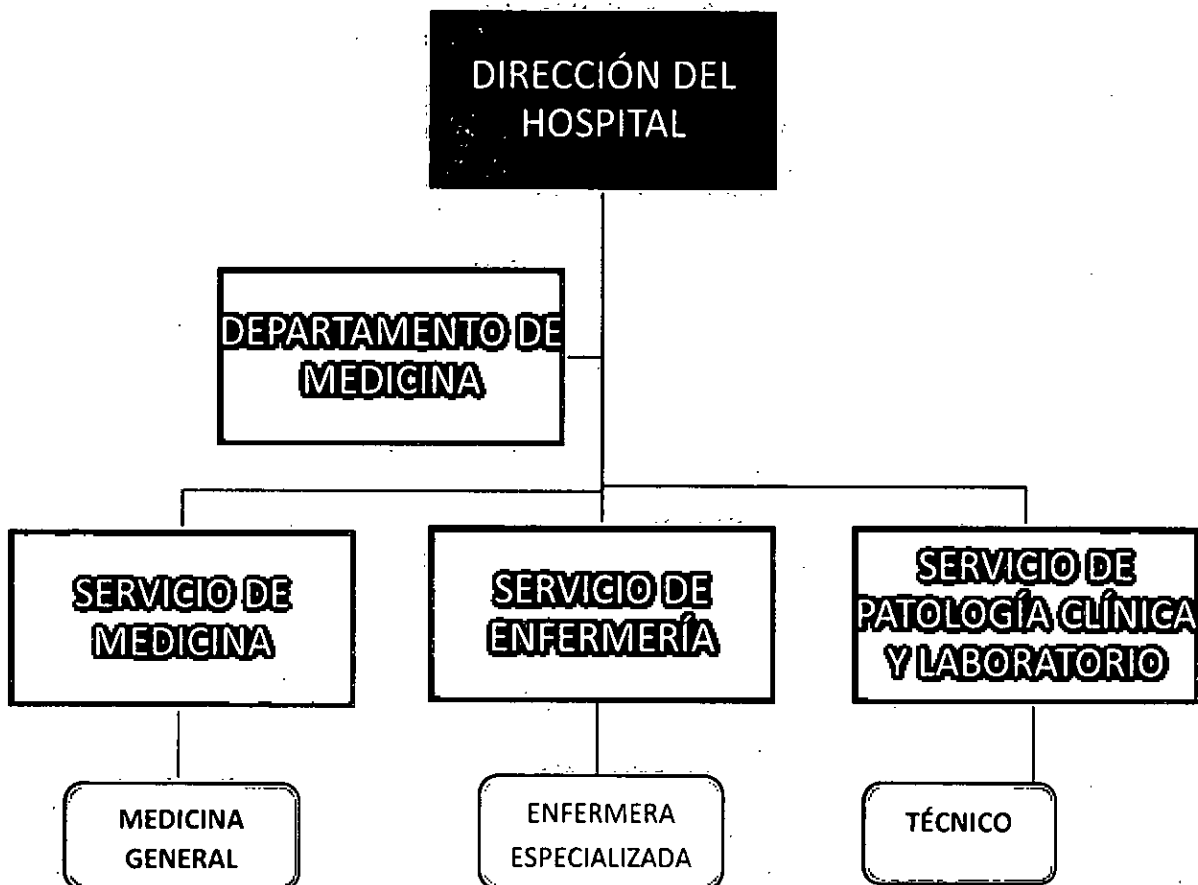 DIRECCIÓN DEL
HOSPITAL
DEPARTAMENTO DE
MEDICINA
SERVICIO DE
MEDICINA
SERVICIO DE
ENFERMERÍA
SERVICIO DE
PATOLOGÍA CLÍNICA
Y LABORATORIO
MEDICINA
GENERAL
ENFERMERA
ESPECIALIZADA
TÉCNICO